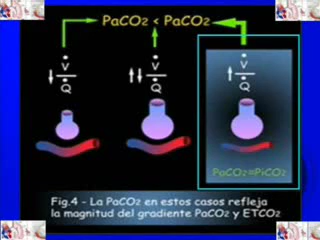 PaCO2 < PaCO2
↓ V̇/Q̇ ↑↓ V̇/Q̇ ↑ V̇/Q̇
PaCO2=PiCO2
Fig.4 - La PaCO2 en estos casos refleja
la magnitud del gradiente PaCO2 y ETCO2